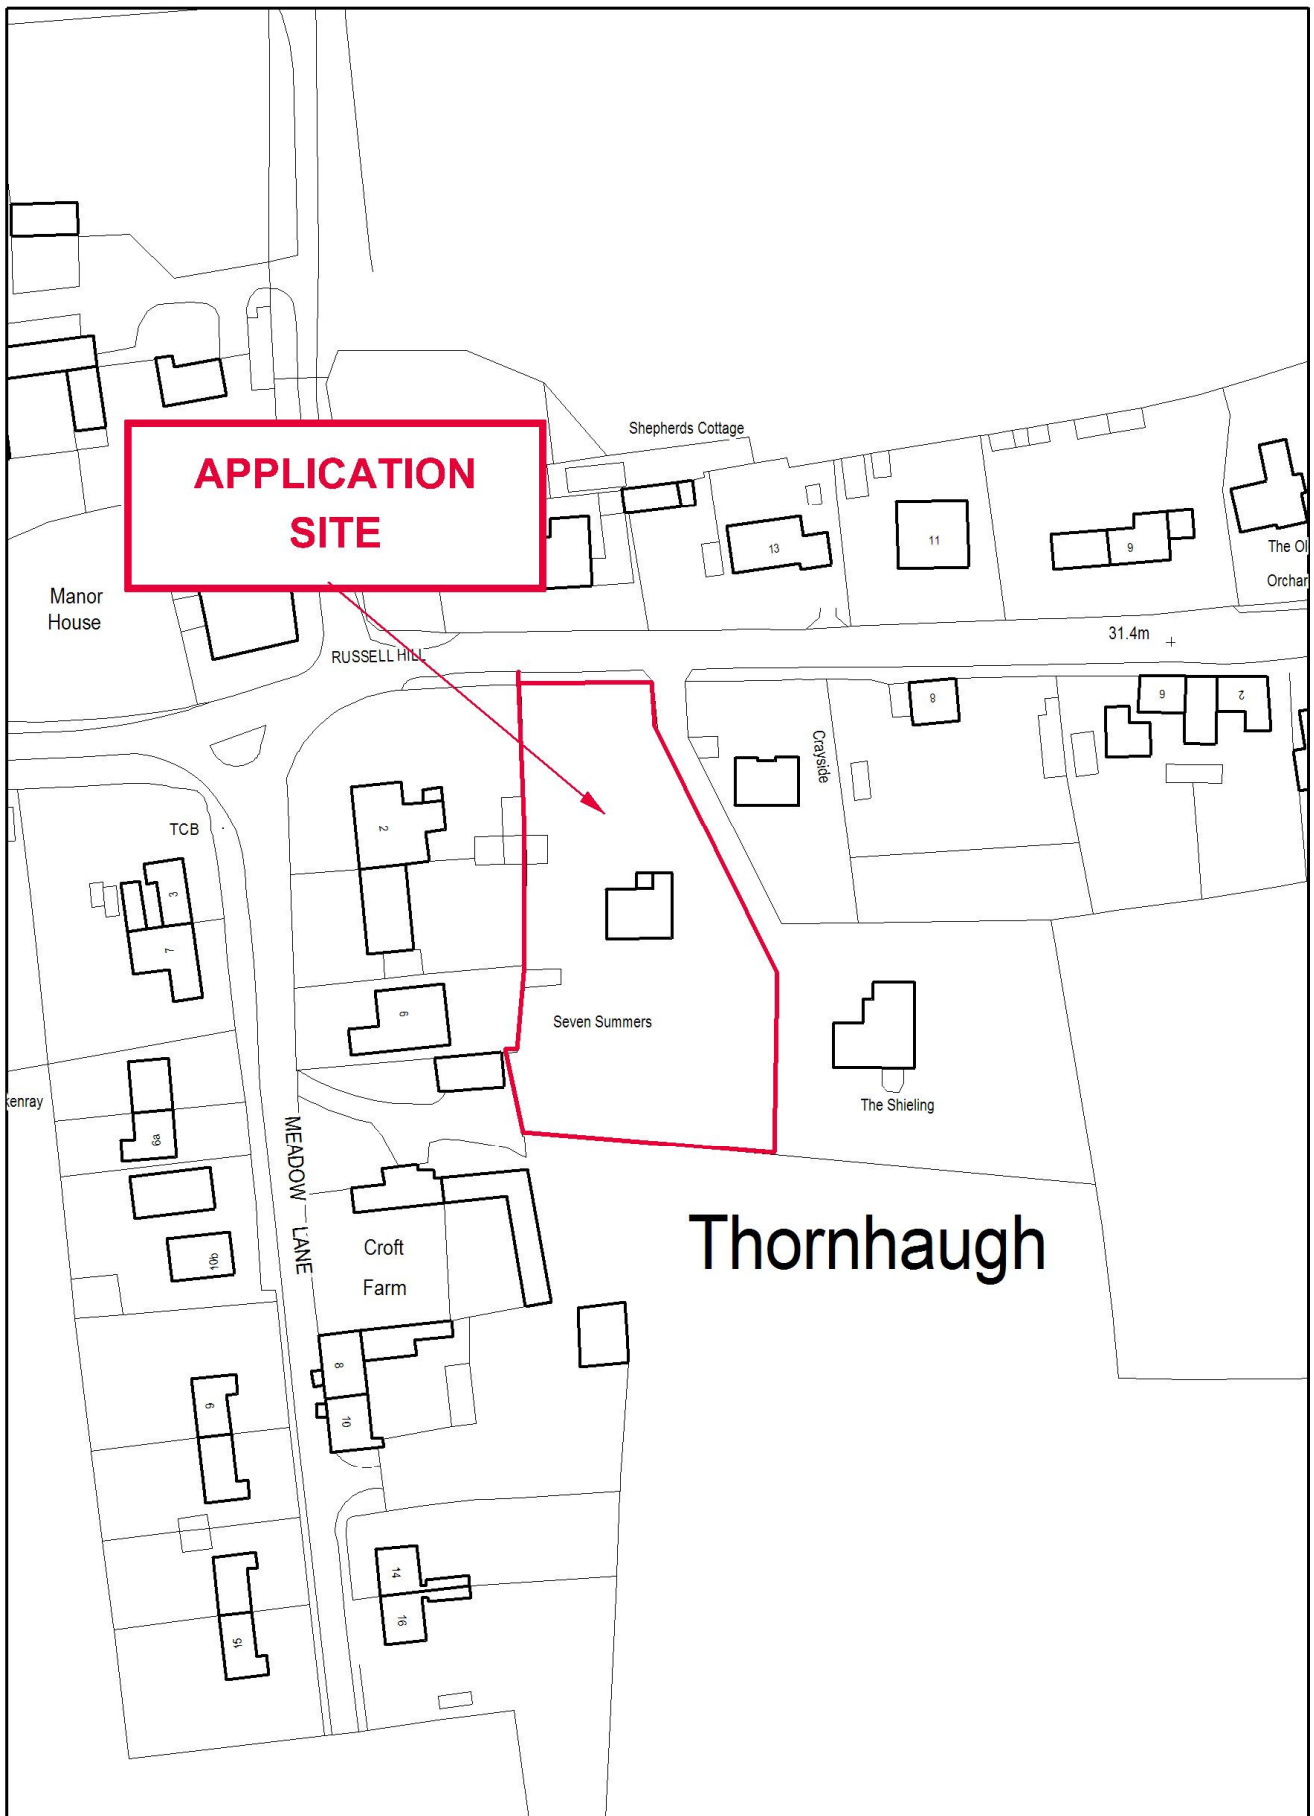 Shepherds Cottage
APPLICATION
SITE
13
11
9
The Ol
Orchar
Manor
House
31.4m
RUSSELL HILL
8
6
2
Crayside
TCB
2
3
7
6
Seven Summers
kenray
The Shieling
MEADOW LANE
9a
Thornhaugh
Croft
Farm
10b
8
9
10
14
16
15